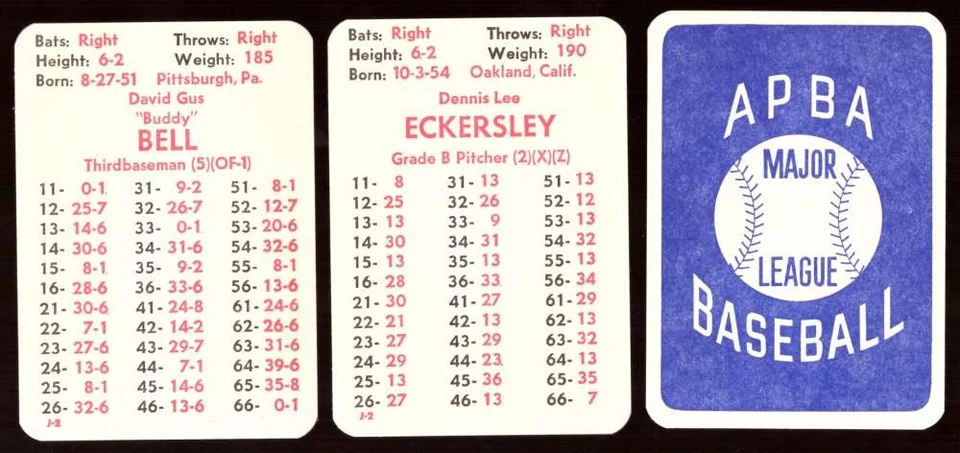 Bats: Right Throws: Right
Height: 6-2 Weight: 185
Born: 8-27-51 Pittsburgh, Pa.
David Gus
"Buddy"
BELL
Thirdbaseman (5)(OF-1)
11- 0-1 31- 9-2 51- 8-1
12- 25-7 32- 26-7 52- 12-7
13- 14-6 33- 0-1 53- 20-6
14- 30-6 34- 31-6 54- 32-6
15- 8-1 35- 9-2 55- 8-1
16- 28-6 36- 33-6 56- 13-6
21- 30-6 41- 24-8 61- 24-6
22- 7-1 42- 14-2 62- 26-6
23- 27-6 43- 29-7 63- 31-6
24- 13-6 44- 7-1 64- 39-6
25- 8-1 45- 14-6 65- 35-8
26- 32-6 46- 13-6 66- 0-1
J-2
Bats: Right Throws: Right
Height: 6-2 Weight: 190
Born: 10-3-54 Oakland, Calif.
Dennis Lee
ECKERSLEY
Grade B Pitcher (2)(X)(Z)
11- 8 31- 13 51- 13
12- 25 32- 26 52- 12
13- 13 33- 9 53- 13
14- 30 34- 31 54- 32
15- 13 35- 13 55- 13
16- 28 36- 33 56- 34
21- 30 41- 27 61- 29
22- 21 42- 13 62- 13
23- 27 43- 29 63- 32
24- 29 44- 23 64- 13
25- 13 45- 36 65- 35
26- 27 46- 13 66- 7
J-2
APBA
MAJOR
LEAGUE
BASEBALL